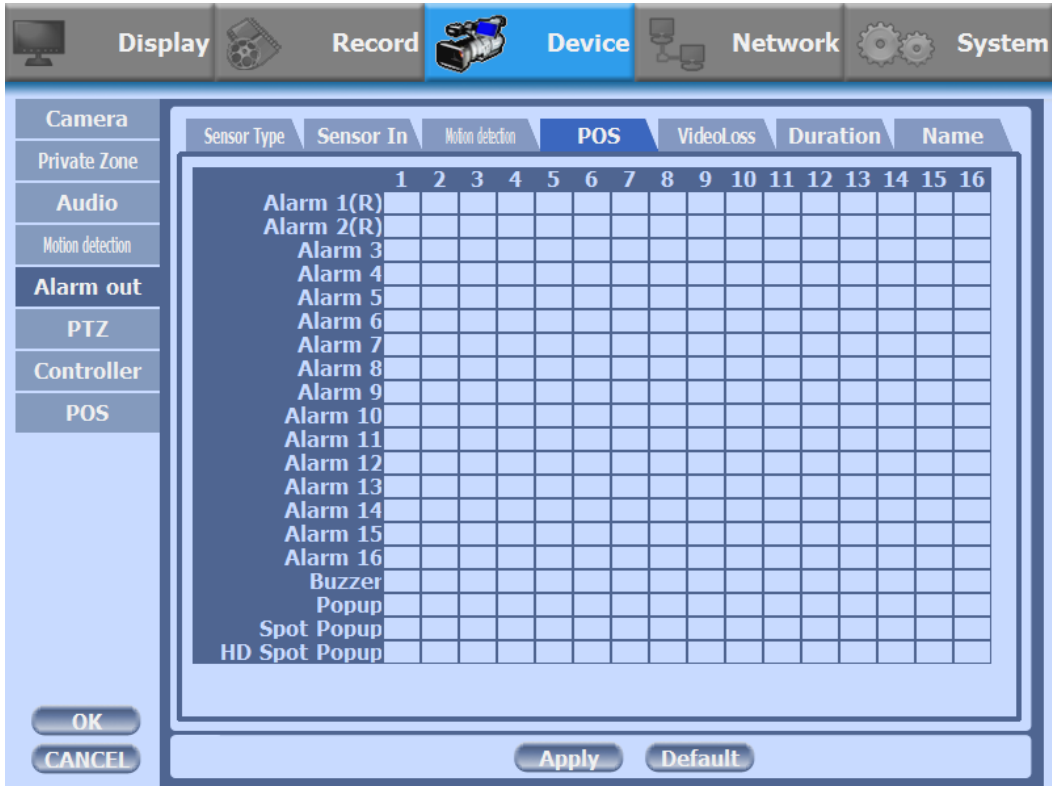 Display Record Device Network System
Camera
Private Zone
Audio
Motion detection
Alarm out
PTZ
Controller
POS
OK
CANCEL
Sensor Type Sensor In Motion detection POS VideoLoss Duration Name
1 2 3 4 5 6 7 8 9 10 11 12 13 14 15 16
Alarm 1(R)
Alarm 2(R)
Alarm 3
Alarm 4
Alarm 5
Alarm 6
Alarm 7
Alarm 8
Alarm 9
Alarm 10
Alarm 11
Alarm 12
Alarm 13
Alarm 14
Alarm 15
Alarm 16
Buzzer
Popup
Spot Popup
HD Spot Popup
Apply Default